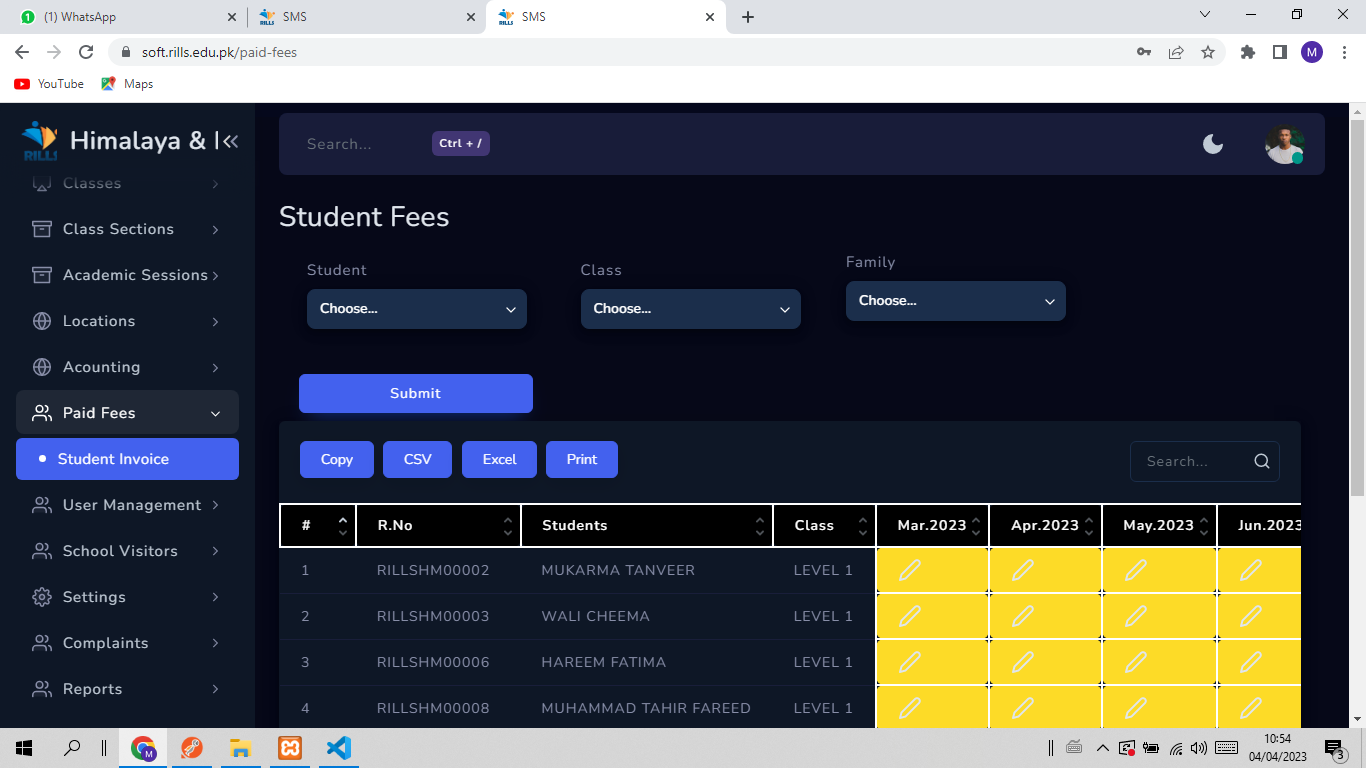 (1) WhatsApp
SMS
SMS
soft.rills.edu.pk/paid-fees
M
YouTube
Maps
RILLS
Himalaya &
Search...
Ctrl + /
Classes
Class Sections
Academic Sessions
Locations
Acounting
Paid Fees
Student Invoice
User Management
School Visitors
Settings
Complaints
Reports
Student Fees
Student
Class
Family
Choose...
Choose...
Choose...
Submit
Copy
CSV
Excel
Print
Search...
# R.No Students Class Mar.2023 Apr.2023 May.2023 Jun.2023
1 RILLSHM00002 MUKARMA TANVEER LEVEL 1
2 RILLSHM00003 WALI CHEEMA LEVEL 1
3 RILLSHM00006 HAREEM FATIMA LEVEL 1
4 RILLSHM00008 MUHAMMAD TAHIR FAREED LEVEL 1
M
10:54
04/04/2023
3